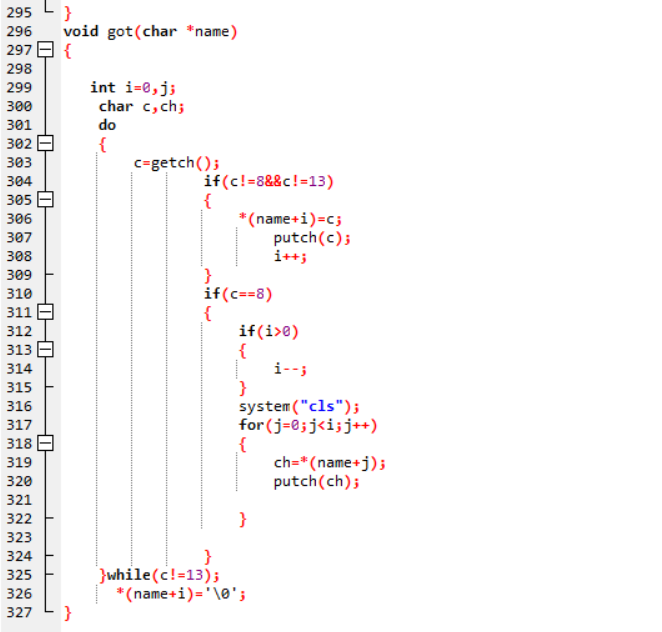 295 }
296 void got(char *name)
297 {
298
299 int i=0,j;
300 char c,ch;
301 do
302 {
303 c=getch();
304 if(c!=8&&c!=13)
305 {
306 *(name+i)=c;
307 putch(c);
308 i++;
309 }
310 if(c==8)
311 {
312 if(i>0)
313 {
314 i--;
315 }
316 system("cls");
317 for(j=0;j<i;j++)
318 {
319 ch=*(name+j);
320 putch(ch);
321
322 }
323
324 }
325 }while(c!=13);
326 *(name+i)='\0';
327 }